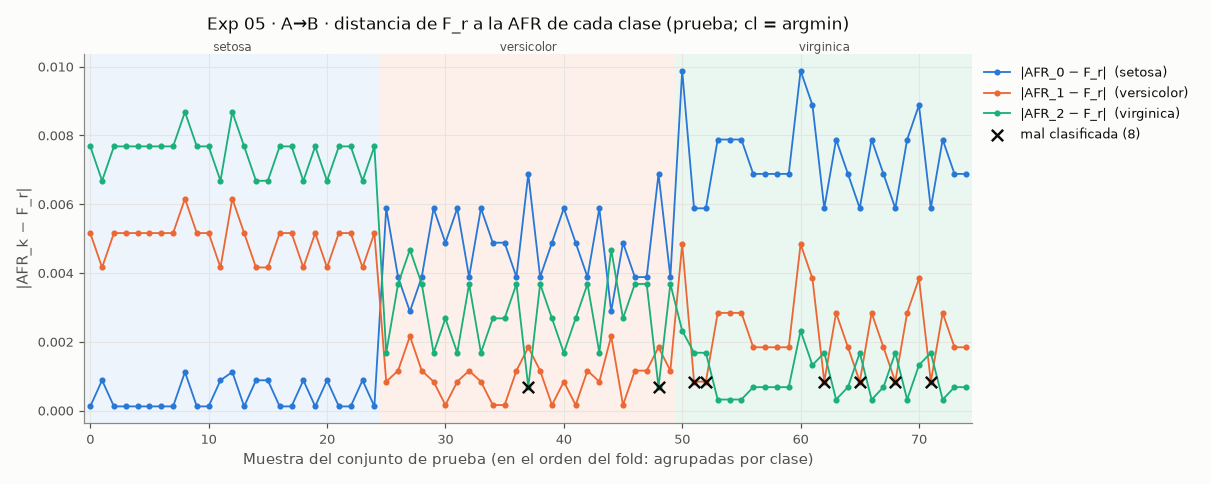 Exp 05 · A→B · distancia de F_r a la AFR de cada clase (prueba; cl = argmin)
setosa versicolor virginica
|AFR_k − F_r|
0.010
0.008
0.006
0.004
0.002
0.000
0 10 20 30 40 50 60 70
Muestra del conjunto de prueba (en el orden del fold: agrupadas por clase)
|AFR_0 − F_r| (setosa)
|AFR_1 − F_r| (versicolor)
|AFR_2 − F_r| (virginica)
mal clasificada (8)